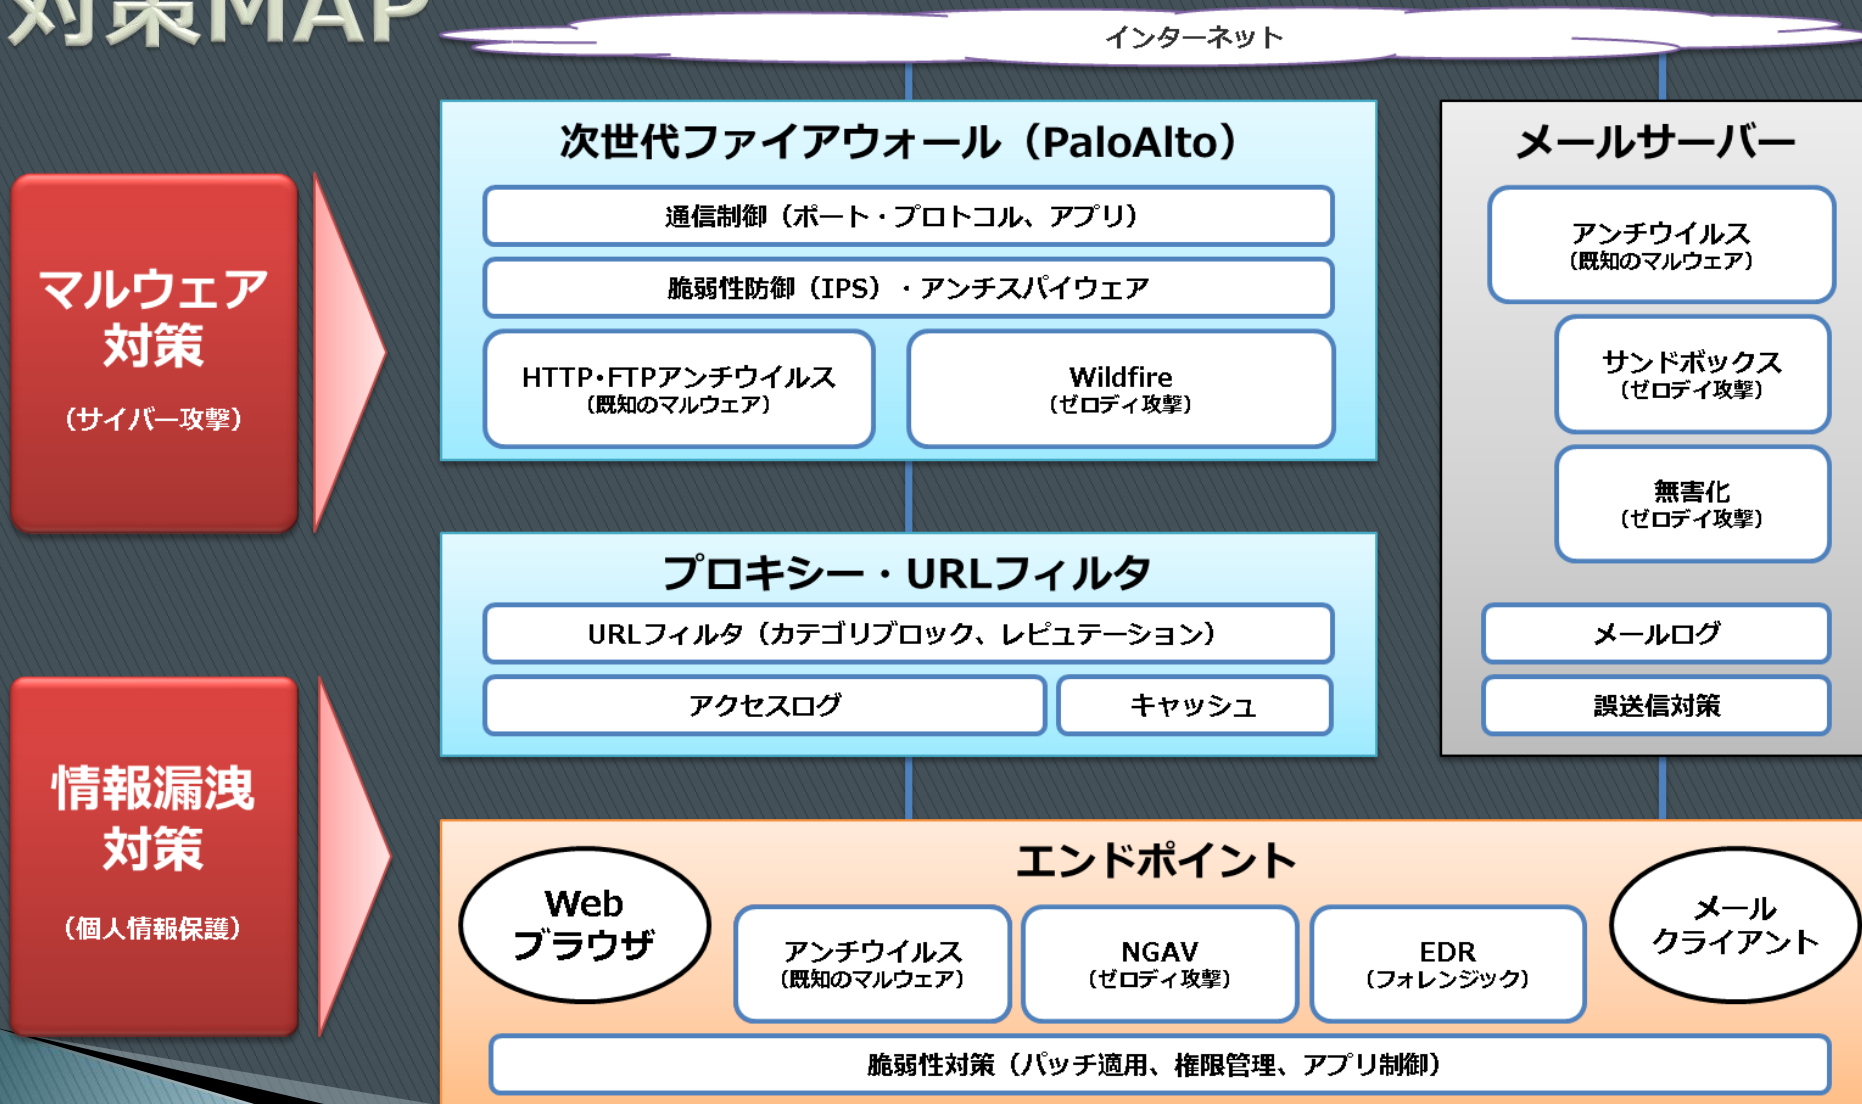 対策MAP
インターネット
マルウェア
対策
（サイバー攻撃）
情報漏洩
対策
（個人情報保護）
次世代ファイアウォール（PaloAlto）
通信制御（ポート・プロトコル、アプリ）
脆弱性防御（IPS）・アンチスパイウェア
HTTP・FTPアンチウイルス
（既知のマルウェア）
Wildfire
（ゼロディ攻撃）
プロキシー・URLフィルタ
URLフィルタ（カテゴリブロック、レピュテーション）
アクセスログ
キャッシュ
メールサーバー
アンチウイルス
（既知のマルウェア）
サンドボックス
（ゼロデイ攻撃）
無害化
（ゼロデイ攻撃）
メールログ
誤送信対策
エンドポイント
Web
ブラウザ
アンチウイルス
（既知のマルウェア）
NGAV
（ゼロディ攻撃）
EDR
（フォレンジック）
メール
クライアント
脆弱性対策（パッチ適用、権限管理、アプリ制御）